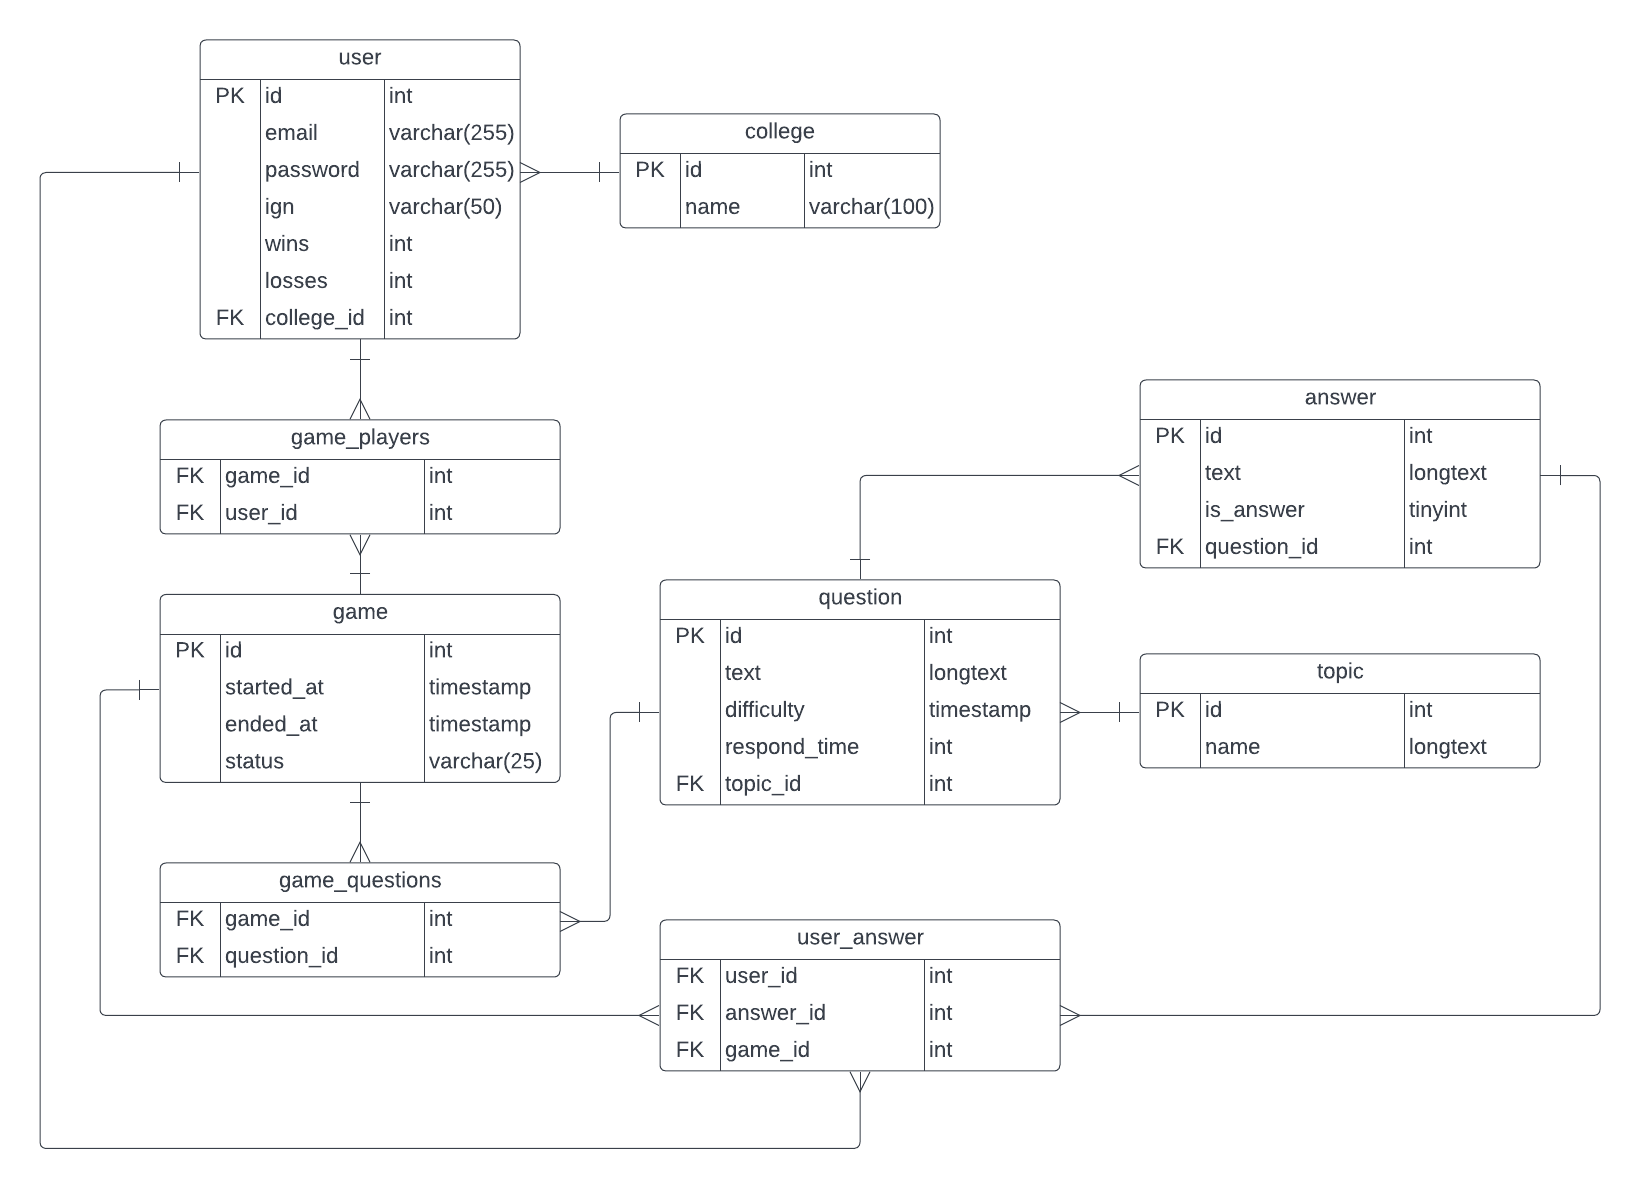 user
PK id int
email varchar(255)
password varchar(255)
ign varchar(50)
wins int
losses int
FK college_id int
college
PK id int
name varchar(100)
game_players
FK game_id int
FK user_id int
game
PK id int
started_at timestamp
ended_at timestamp
status varchar(25)
game_questions
FK game_id int
FK question_id int
question
PK id int
text longtext
difficulty timestamp
respond_time int
FK topic_id int
answer
PK id int
text longtext
is_answer tinyint
FK question_id int
topic
PK id int
name longtext
user_answer
FK user_id int
FK answer_id int
FK game_id int